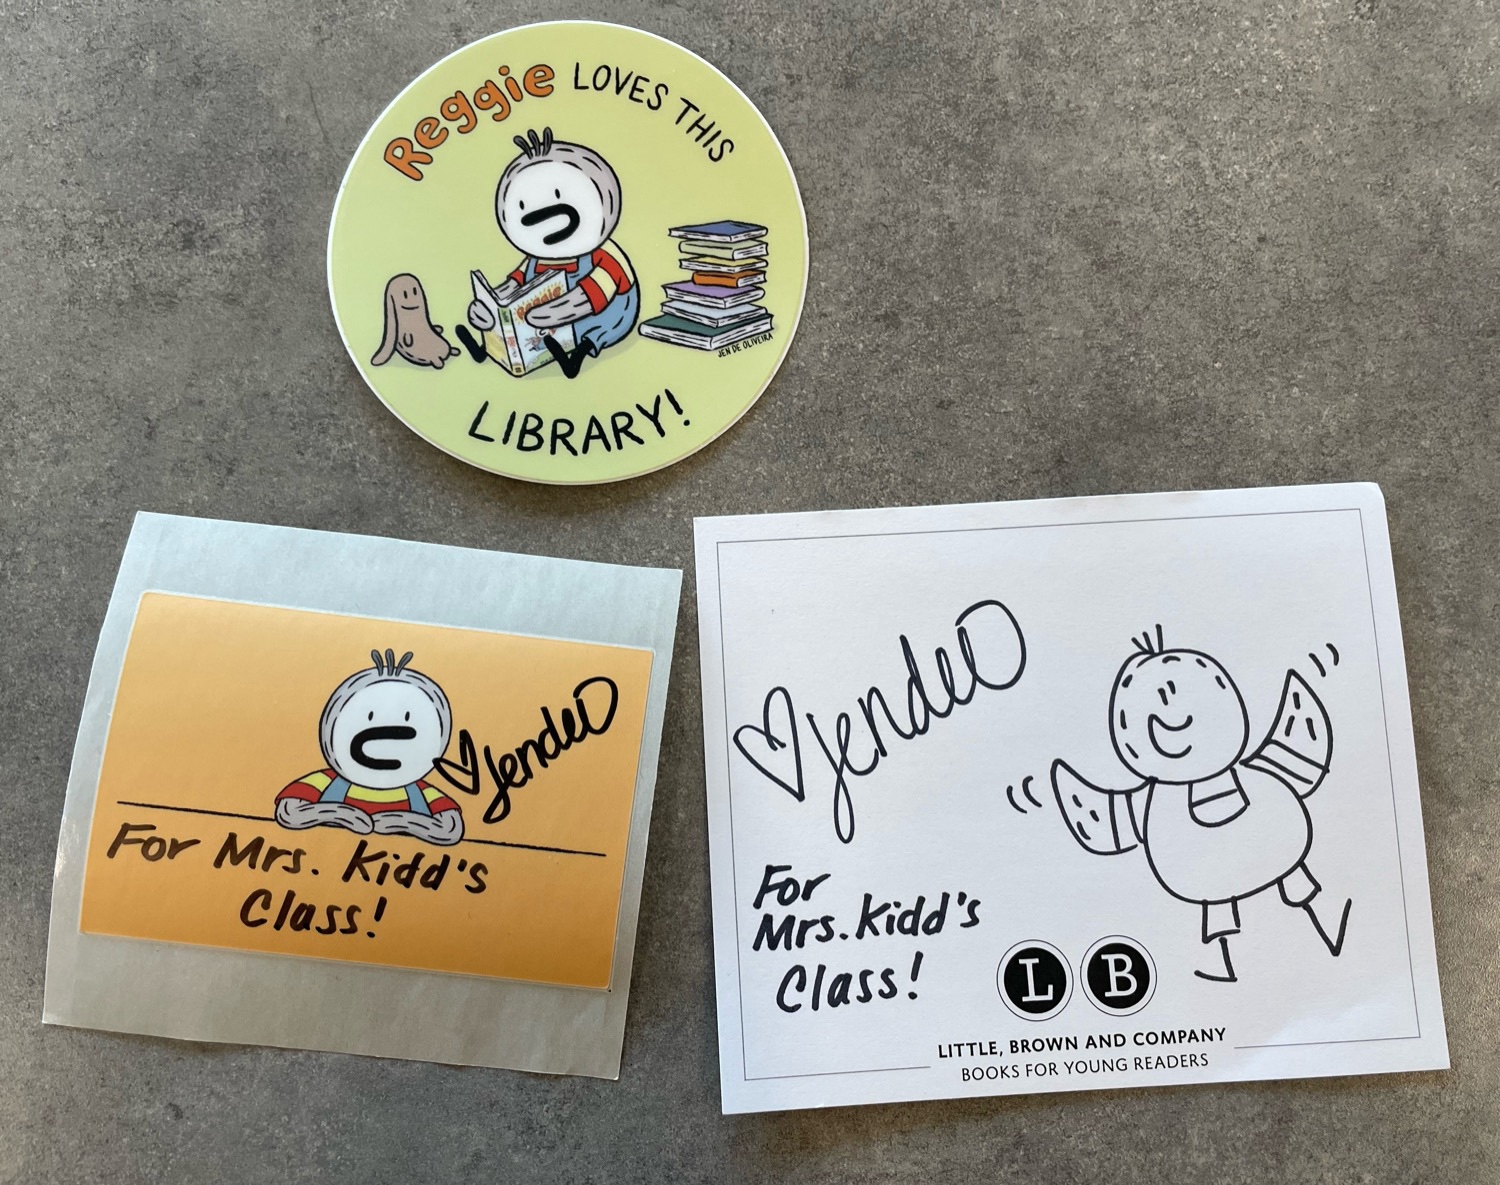 Reggie LOVES THIS
Reggie
JEN DE OLIVEIRA
LIBRARY!
JendeO
For Mrs. Kidd's
Class!
JendeO
For
Mrs. Kidd's
Class!
L B
LITTLE, BROWN AND COMPANY
BOOKS FOR YOUNG READERS